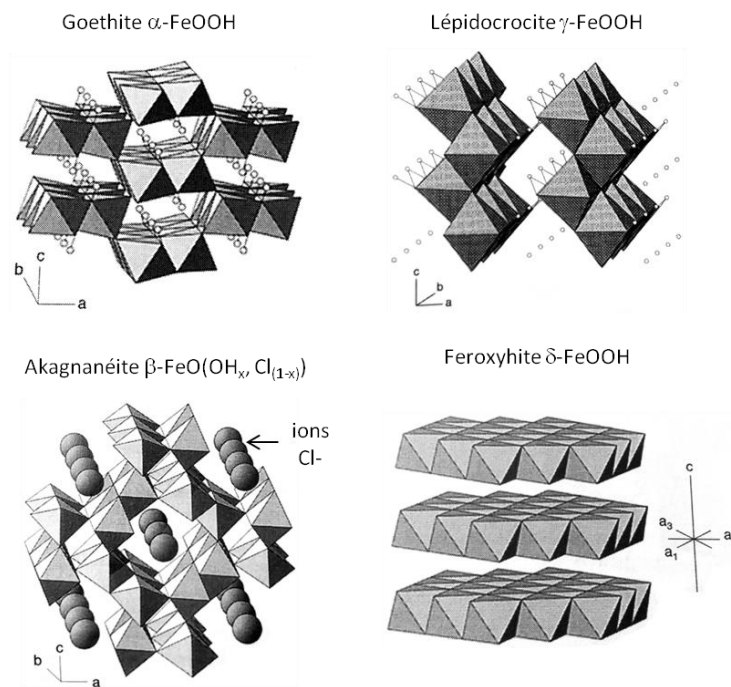 Goethite α-FeOOH
Lépidocrocite γ-FeOOH
c
b
a
c
b
a
Akagnanéite β-FeO(OHₓ, Cl₍₁₋ₓ₎)
Feroxyhite δ-FeOOH
ions
Cl-
c
b
a
c
a₃
a
a₁